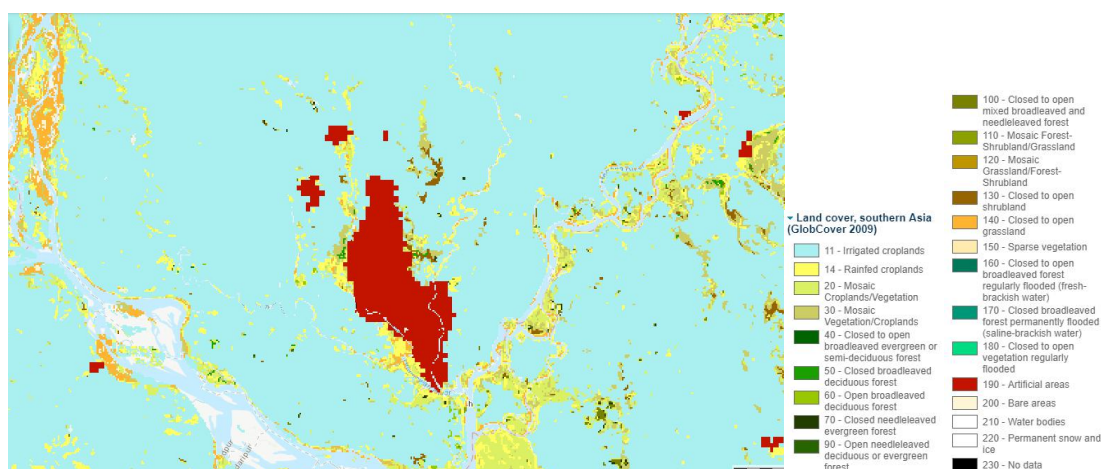 Land cover, southern Asia
(GlobCover 2009)
11 - Irrigated croplands
14 - Rainfed croplands
20 - Mosaic
Croplands/Vegetation
30 - Mosaic
Vegetation/Croplands
40 - Closed to open
broadleaved evergreen or
semi-deciduous forest
50 - Closed broadleaved
deciduous forest
60 - Open broadleaved
deciduous forest
70 - Closed needleleaved
evergreen forest
90 - Open needleleaved
deciduous or evergreen
forest
100 - Closed to open
mixed broadleaved and
needleleaved forest
110 - Mosaic Forest-
Shrubland/Grassland
120 - Mosaic
Grassland/Forest-
Shrubland
130 - Closed to open
shrubland
140 - Closed to open
grassland
150 - Sparse vegetation
160 - Closed to open
broadleaved forest
regularly flooded (fresh-
brackish water)
170 - Closed broadleaved
forest permanently flooded
(saline-brackish water)
180 - Closed to open
vegetation regularly
flooded
190 - Artificial areas
200 - Bare areas
210 - Water bodies
220 - Permanent snow and
ice
230 - No data